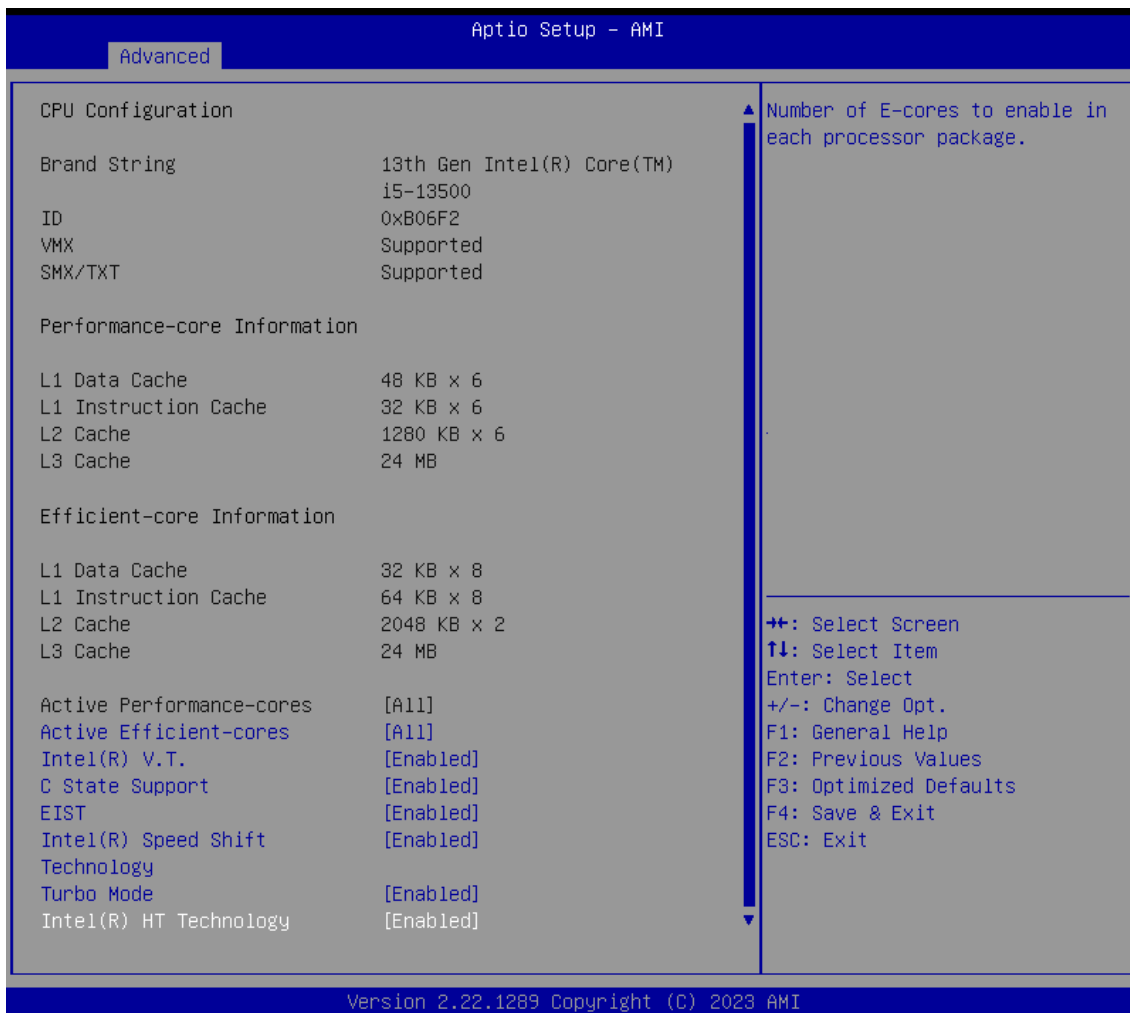 Aptio Setup - AMI
Advanced
CPU Configuration
Brand String 13th Gen Intel(R) Core(TM)
i5-13500
ID 0xB06F2
VMX Supported
SMX/TXT Supported
Performance-core Information
L1 Data Cache 48 KB x 6
L1 Instruction Cache 32 KB x 6
L2 Cache 1280 KB x 6
L3 Cache 24 MB
Efficient-core Information
L1 Data Cache 32 KB x 8
L1 Instruction Cache 64 KB x 8
L2 Cache 2048 KB x 2
L3 Cache 24 MB
Active Performance-cores [All]
Active Efficient-cores [All]
Intel(R) V.T. [Enabled]
C State Support [Enabled]
EIST [Enabled]
Intel(R) Speed Shift [Enabled]
Technology
Turbo Mode [Enabled]
Intel(R) HT Technology [Enabled]
Number of E-cores to enable in
each processor package.
→←: Select Screen
↑↓: Select Item
Enter: Select
+/-: Change Opt.
F1: General Help
F2: Previous Values
F3: Optimized Defaults
F4: Save & Exit
ESC: Exit
Version 2.22.1289 Copyright (C) 2023 AMI